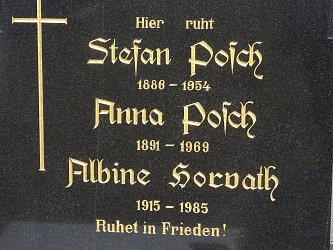 Hier ruht
Stefan Posch
1886 – 1954
Anna Posch
1891 – 1969
Albine Horvath
1915 – 1985
Ruhet in Frieden!